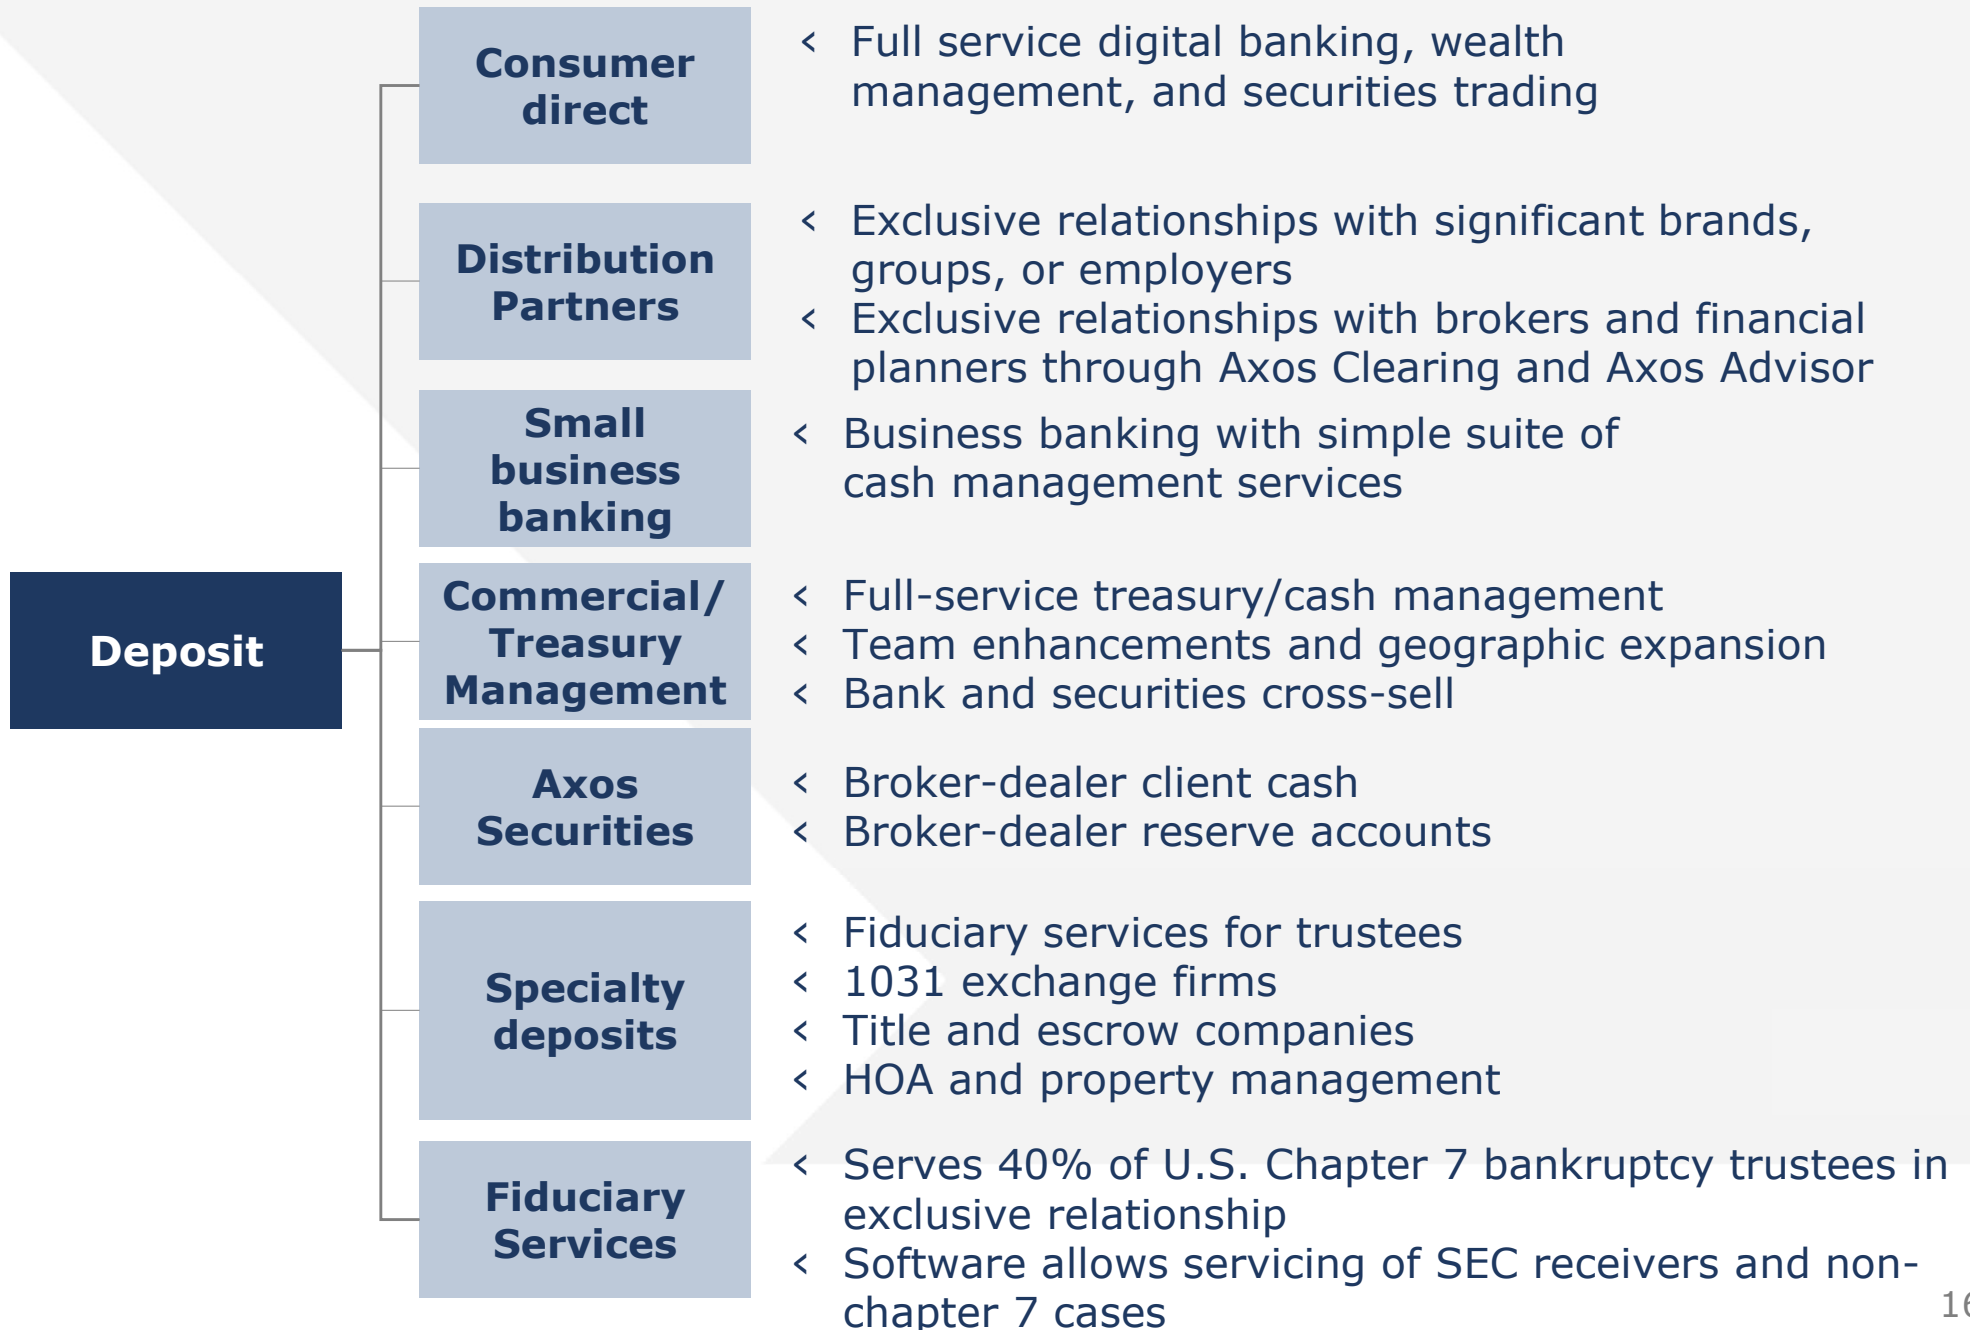 Consumer
direct
‹ Full service digital banking, wealth
management, and securities trading
Distribution
Partners
‹ Exclusive relationships with significant brands,
groups, or employers
‹ Exclusive relationships with brokers and financial
planners through Axos Clearing and Axos Advisor
Small
business
banking
‹ Business banking with simple suite of
cash management services
Deposit
Commercial/
Treasury
Management
‹ Full-service treasury/cash management
‹ Team enhancements and geographic expansion
‹ Bank and securities cross-sell
Axos
Securities
‹ Broker-dealer client cash
‹ Broker-dealer reserve accounts
Specialty
deposits
‹ Fiduciary services for trustees
‹ 1031 exchange firms
‹ Title and escrow companies
‹ HOA and property management
Fiduciary
Services
‹ Serves 40% of U.S. Chapter 7 bankruptcy trustees in
exclusive relationship
‹ Software allows servicing of SEC receivers and non-
chapter 7 cases
16